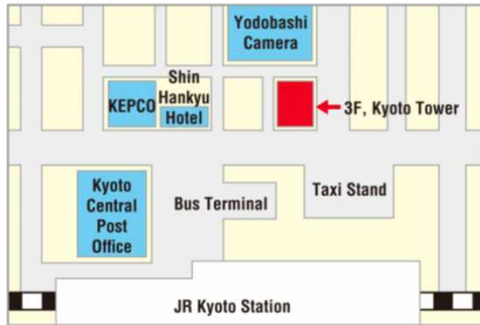 Yodobashi
Camera
Shin
Hankyu
Hotel
KEPCO
3F, Kyoto Tower
Kyoto
Central
Post
Office
Bus Terminal
Taxi Stand
JR Kyoto Station